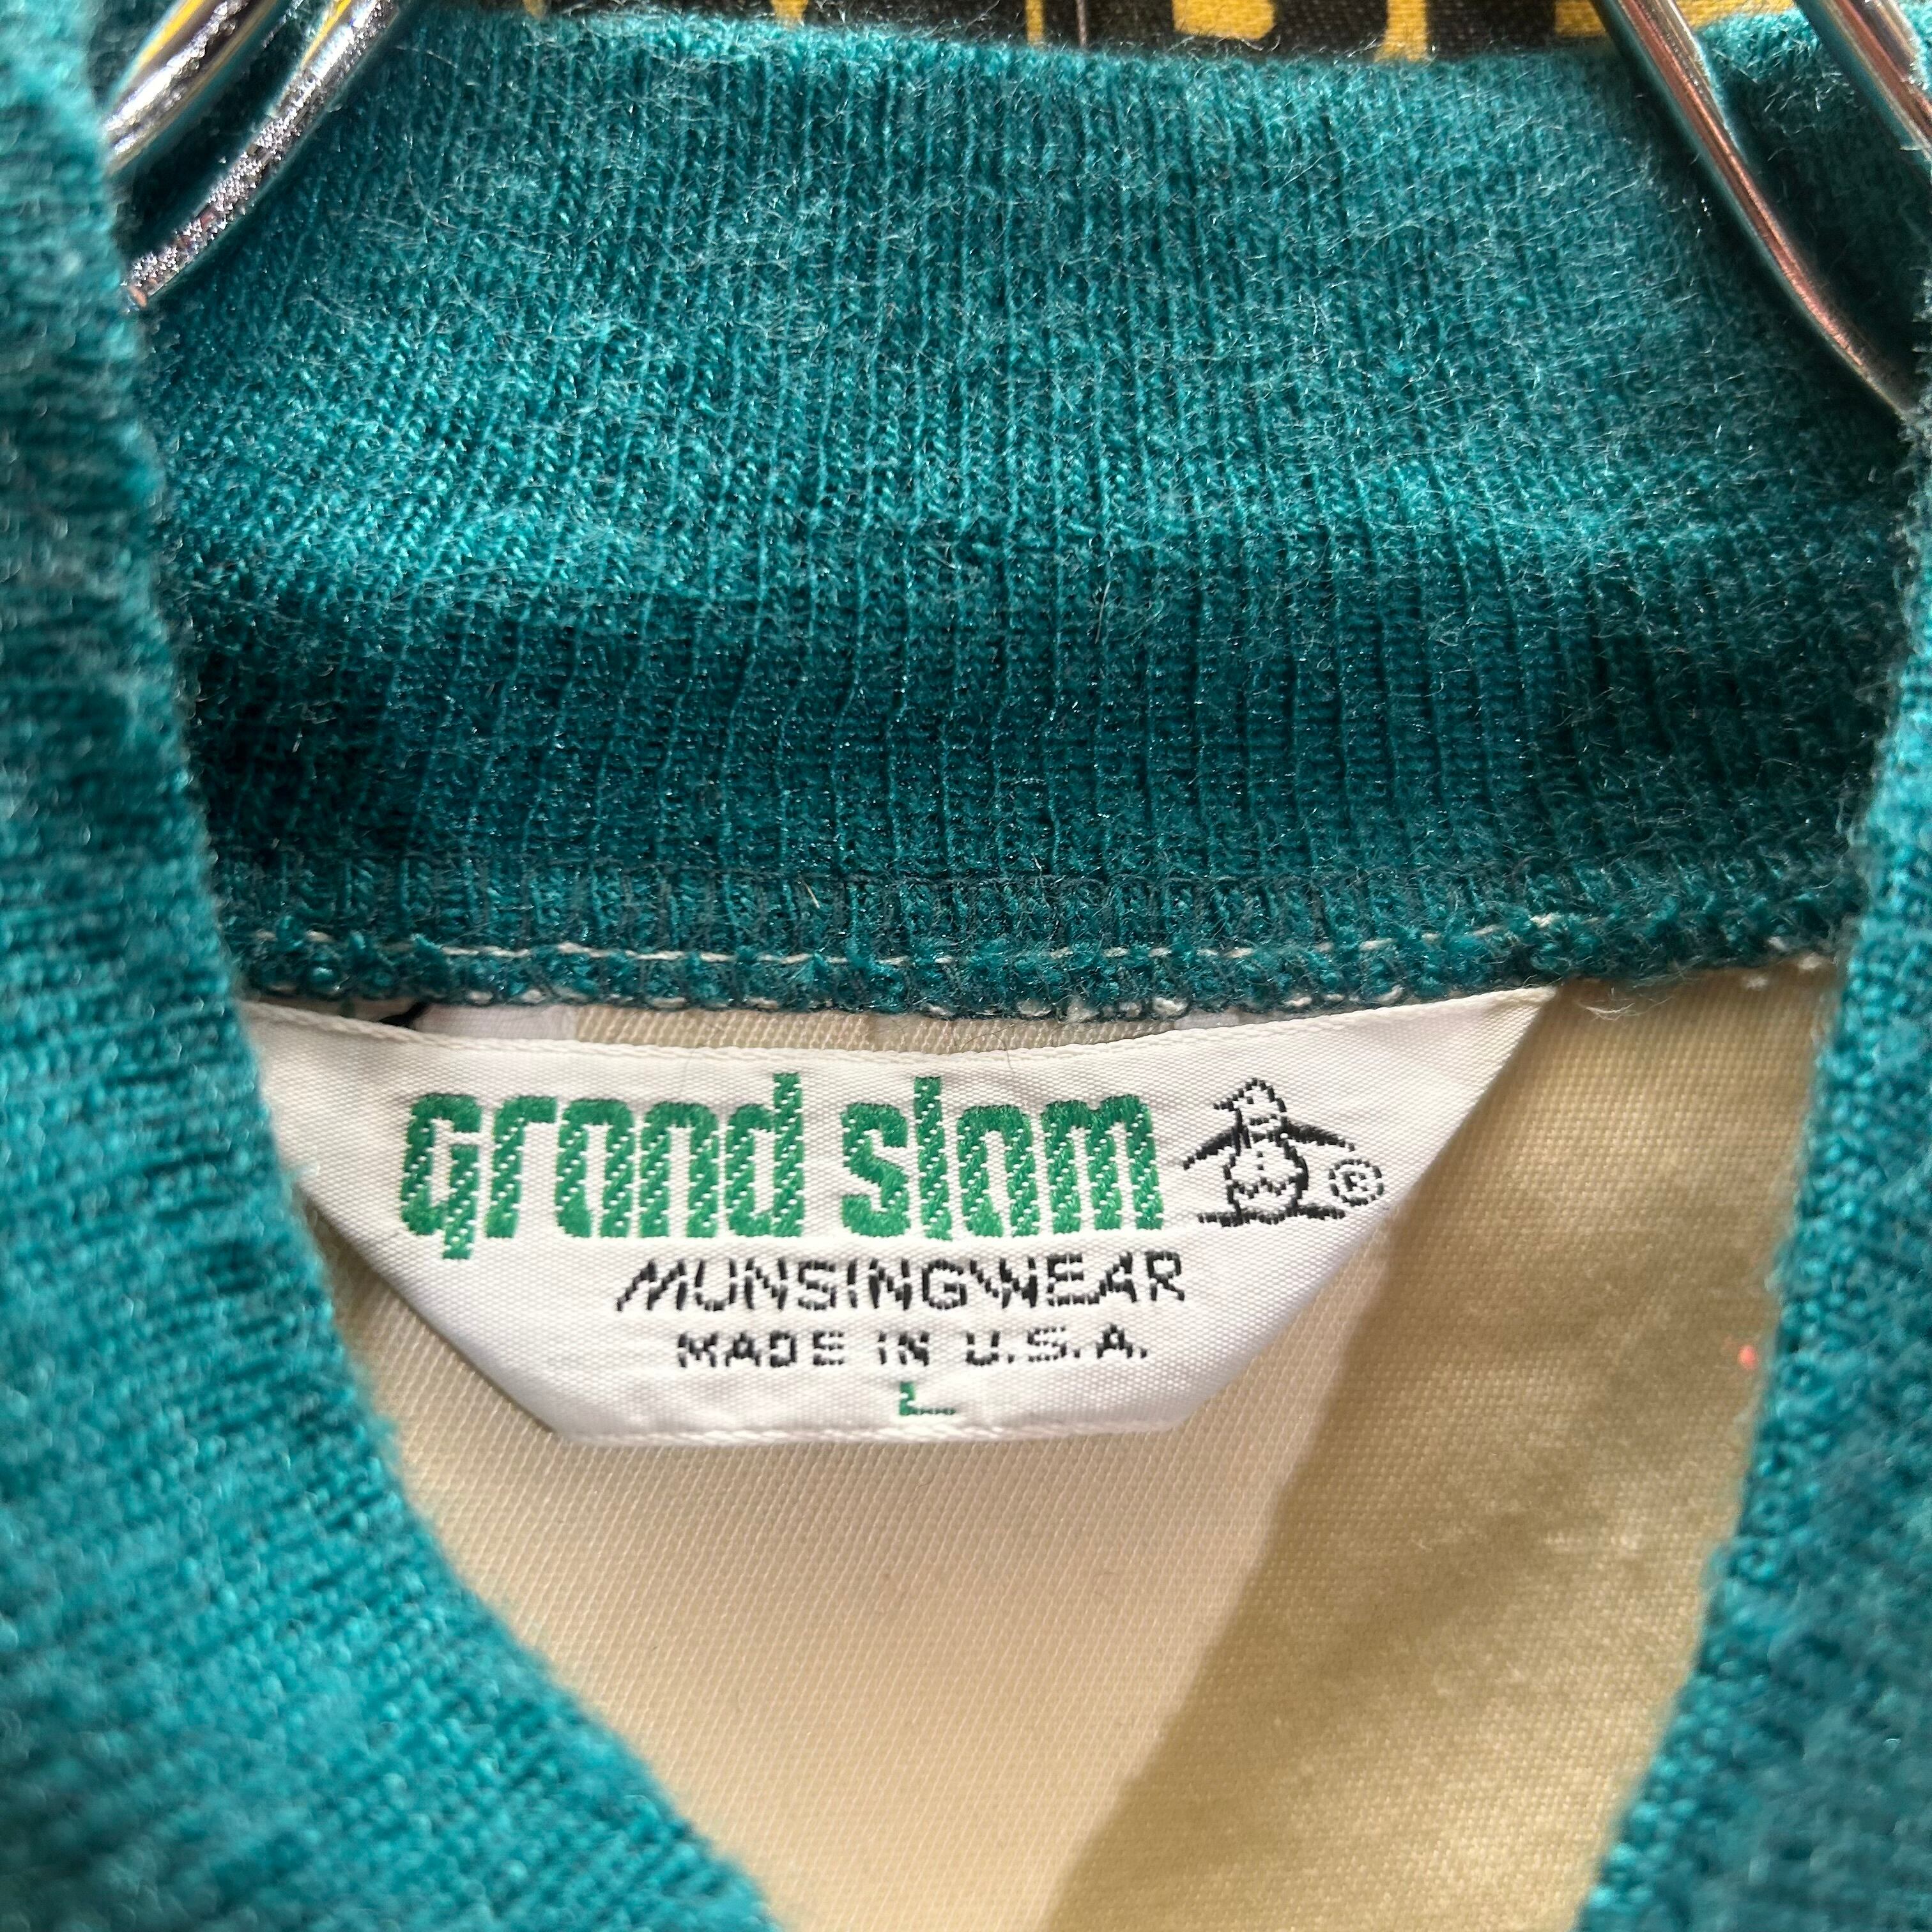 grand slam ®
MUNSINGWEAR
MADE IN U.S.A.
L